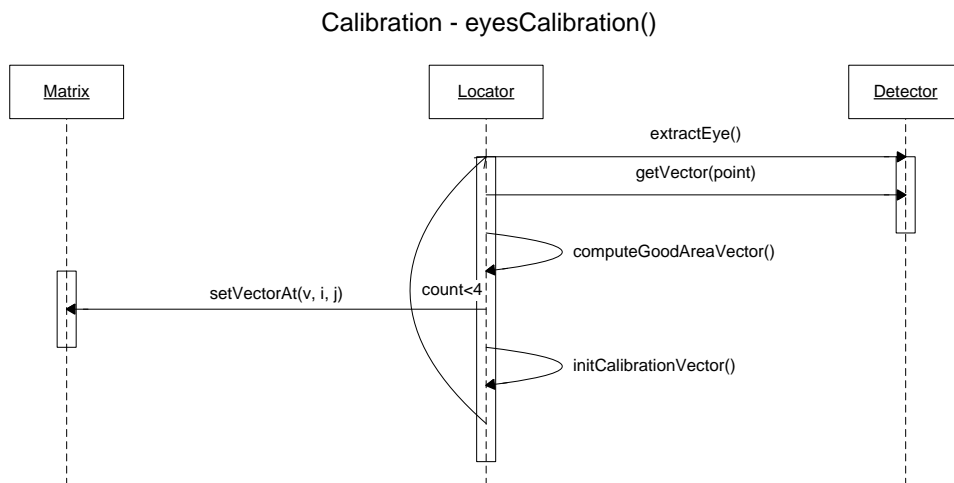 Calibration - eyesCalibration()
Matrix
Locator
Detector
extractEye()
getVector(point)
computeGoodAreaVector()
count<4
setVectorAt(v, i, j)
initCalibrationVector()